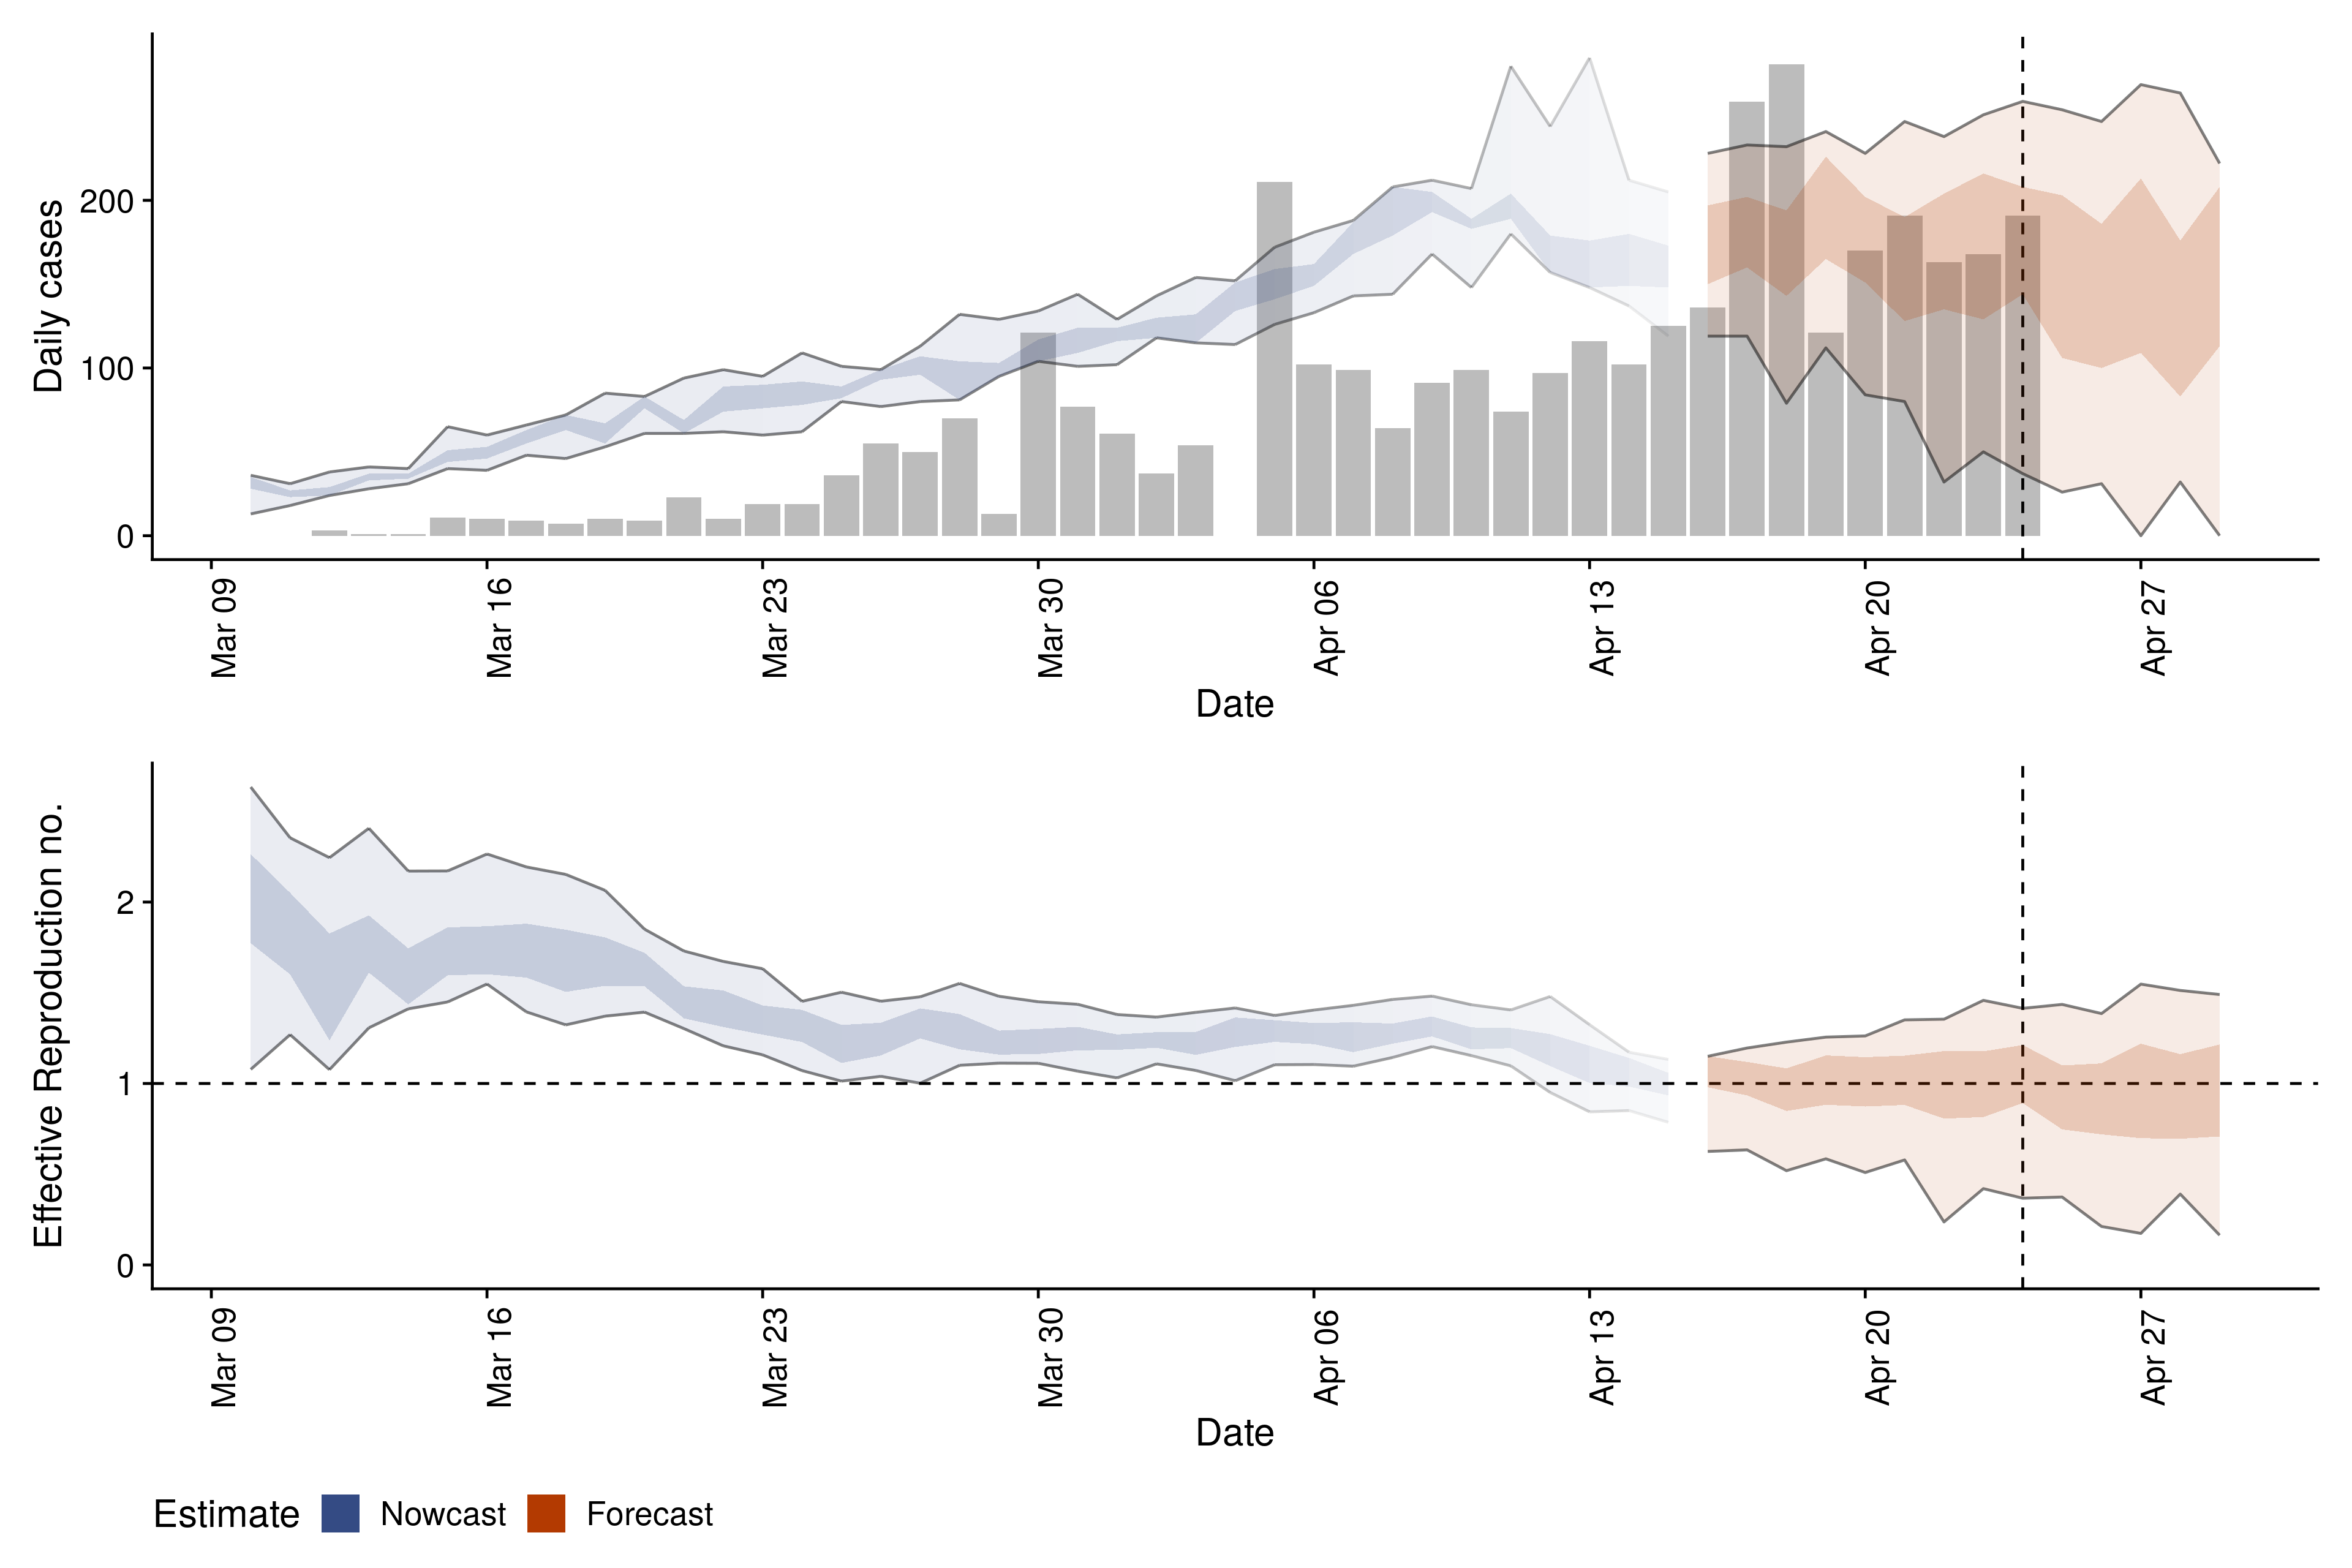 Daily cases
200
100
0
Mar 09
Mar 16
Mar 23
Mar 30
Apr 06
Apr 13
Apr 20
Apr 27
Date
Effective Reproduction no.
2
1
0
Mar 09
Mar 16
Mar 23
Mar 30
Apr 06
Apr 13
Apr 20
Apr 27
Date
Estimate Nowcast Forecast